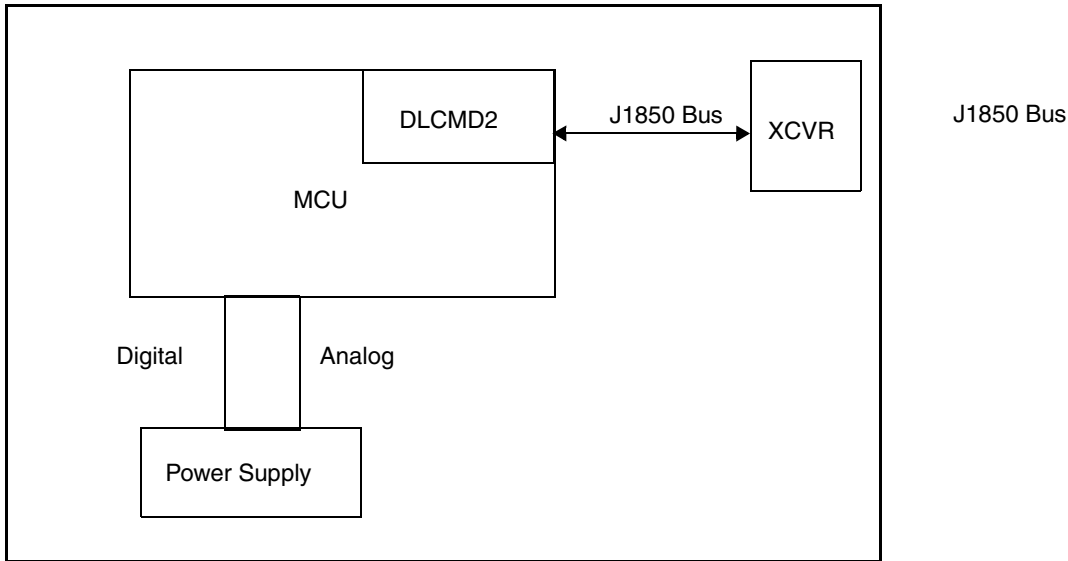 DLCMD2
J1850 Bus
XCVR
J1850 Bus
MCU
Digital
Analog
Power Supply